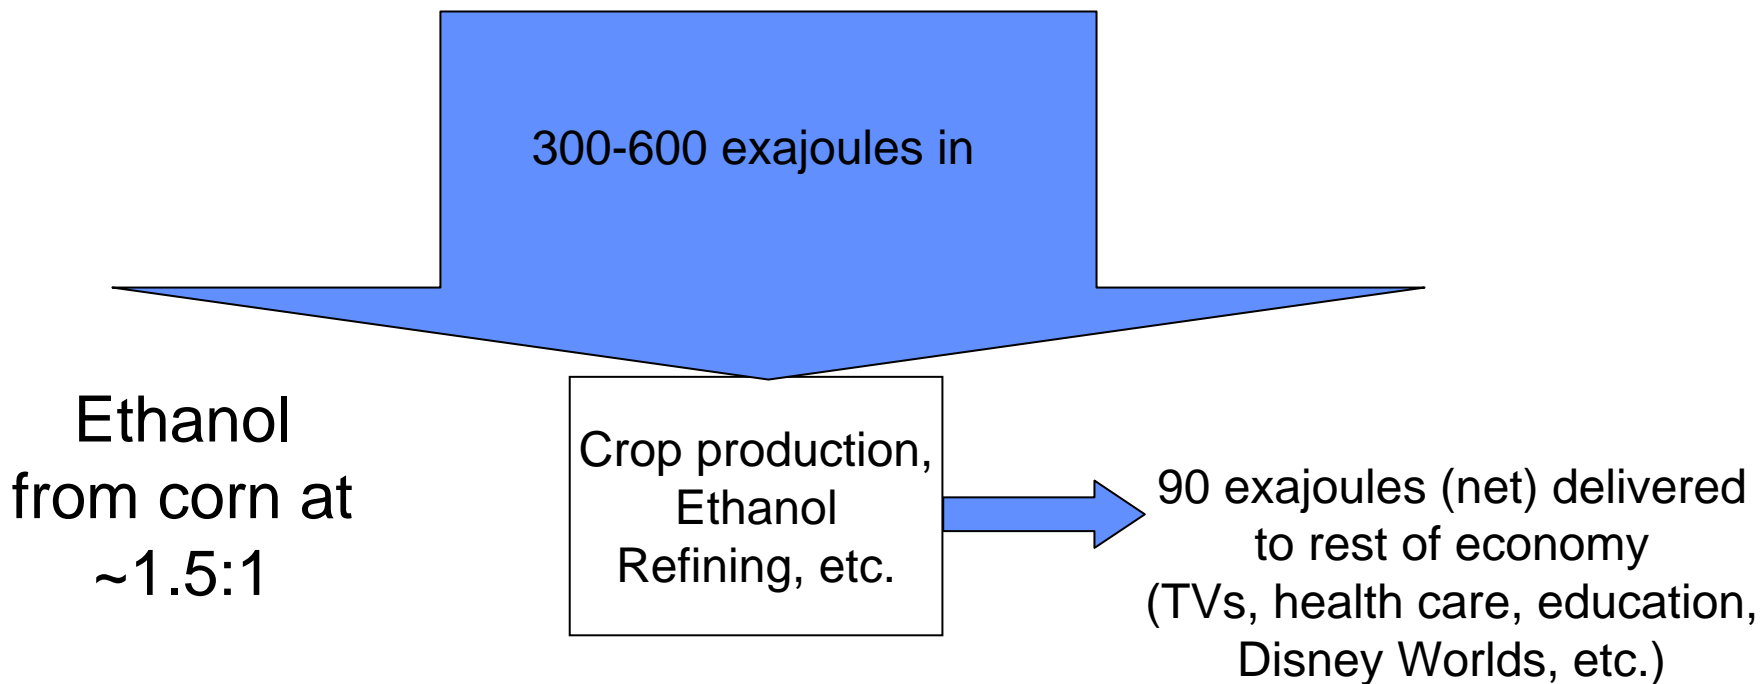 300-600 exajoules in
Ethanol
from corn at
~1.5:1
Crop production,
Ethanol
Refining, etc.
90 exajoules (net) delivered
to rest of economy
(TVs, health care, education,
Disney Worlds, etc.)